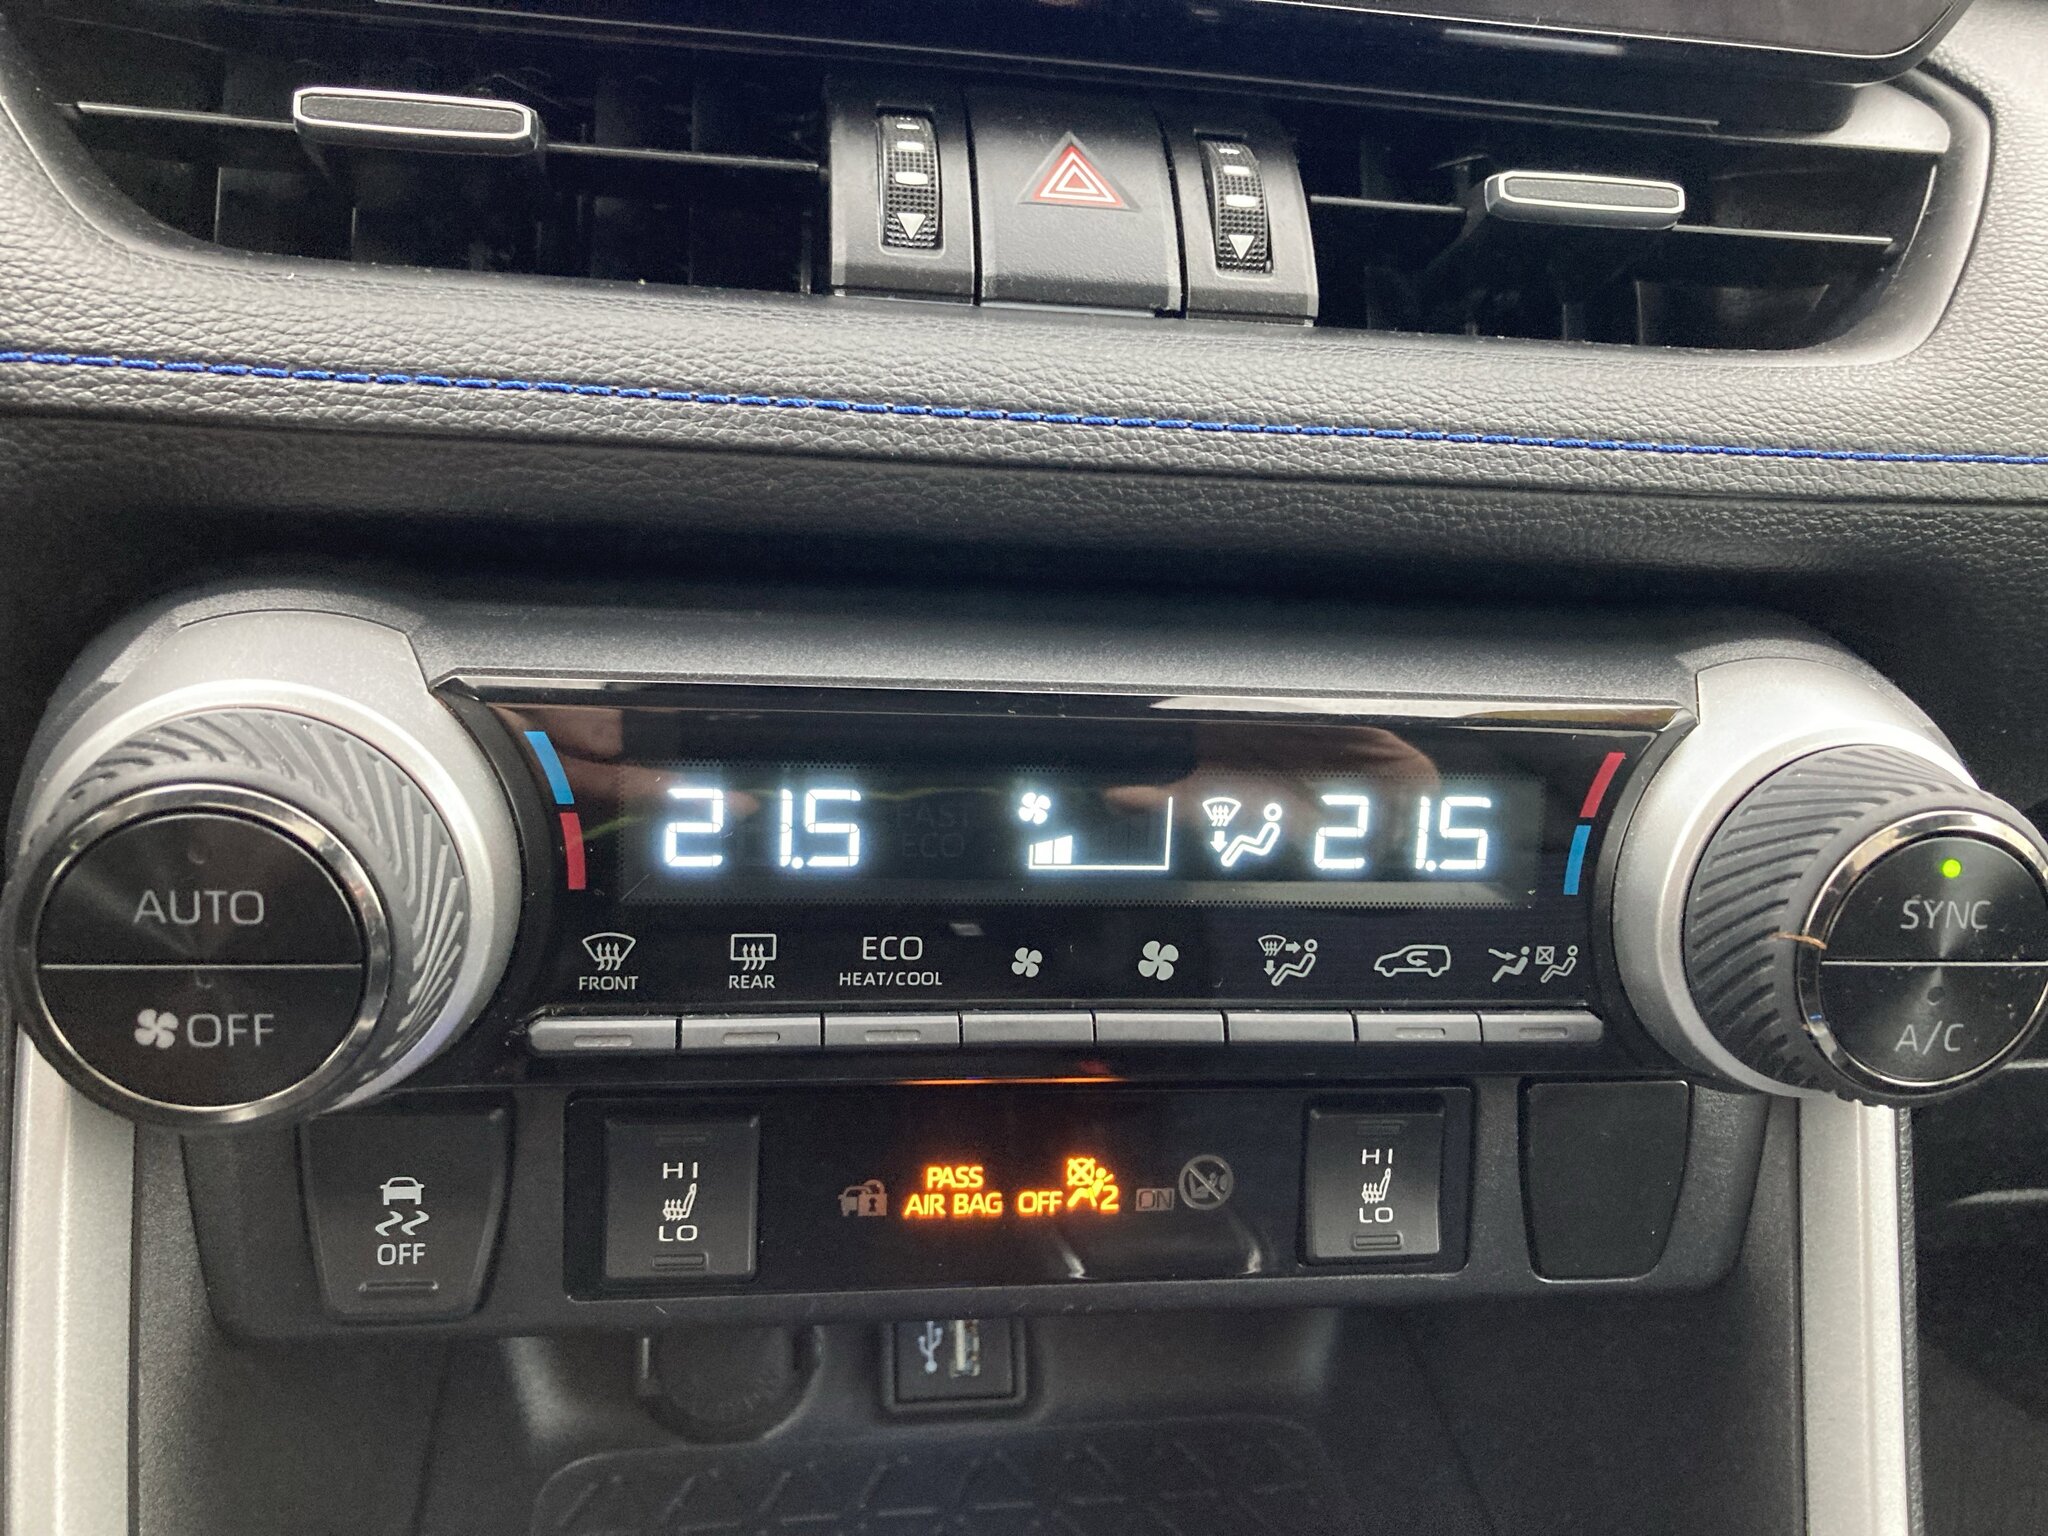 21.5
FAST
ECO
21.5
AUTO
OFF
FRONT
REAR
ECO
HEAT/COOL
SYNC
A/C
OFF
HI
LO
PASS
AIR BAG OFF 2 ON
HI
LO